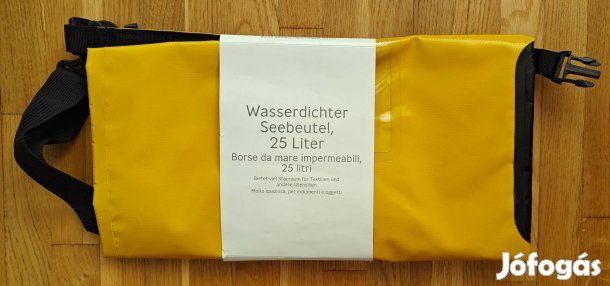 Wasserdichter
Seebeutel,
25 Liter
Borse da mare impermeabili,
25 litri
Bietet viel Stauraum für Textilien und
andere Utensilien
Molto spaziosa, per indumenti e oggetti
Jófogás